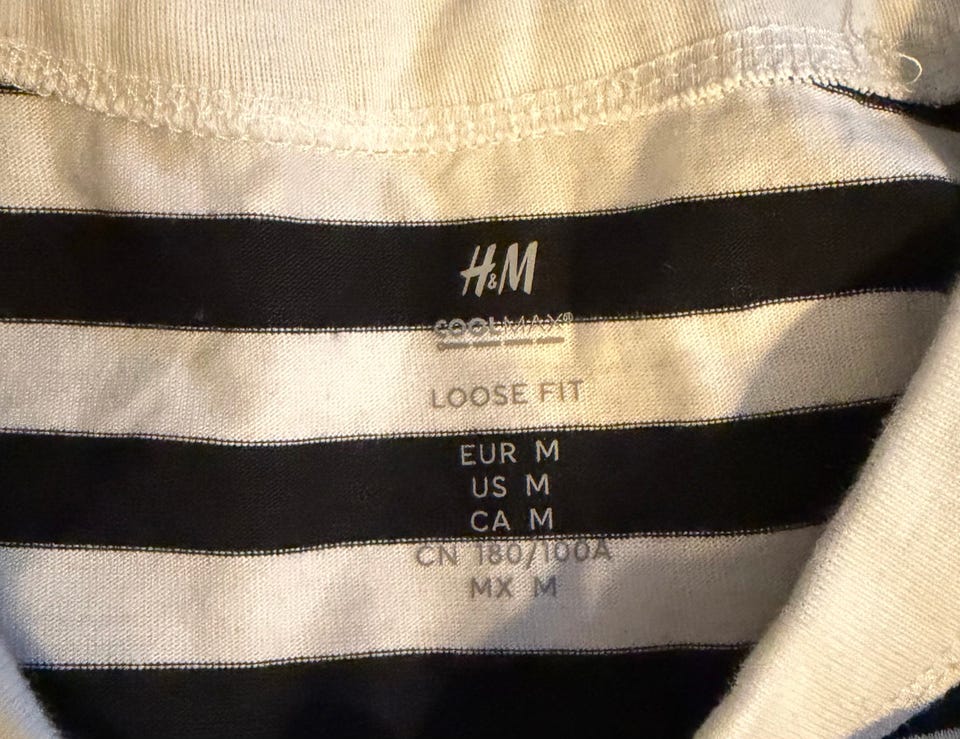 H&M
COOLMAX®
LOOSE FIT
EUR M
US M
CA M
CN 180/100A
MX M